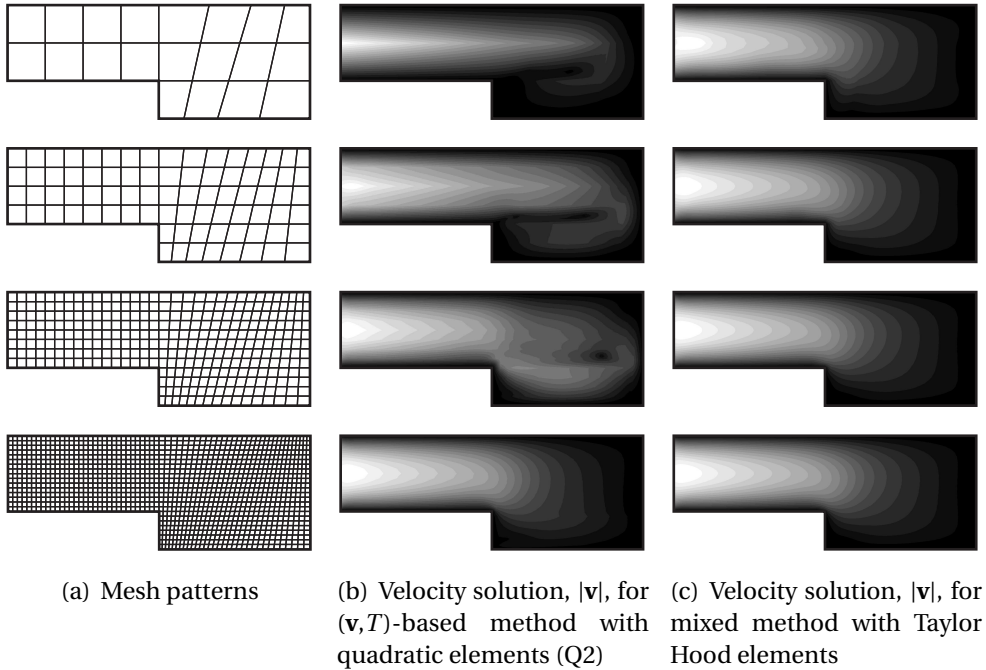 (a) Mesh patterns
(b) Velocity solution, |v|, for
(v,T)-based method with
quadratic elements (Q2)
(c) Velocity solution, |v|, for
mixed method with Taylor
Hood elements